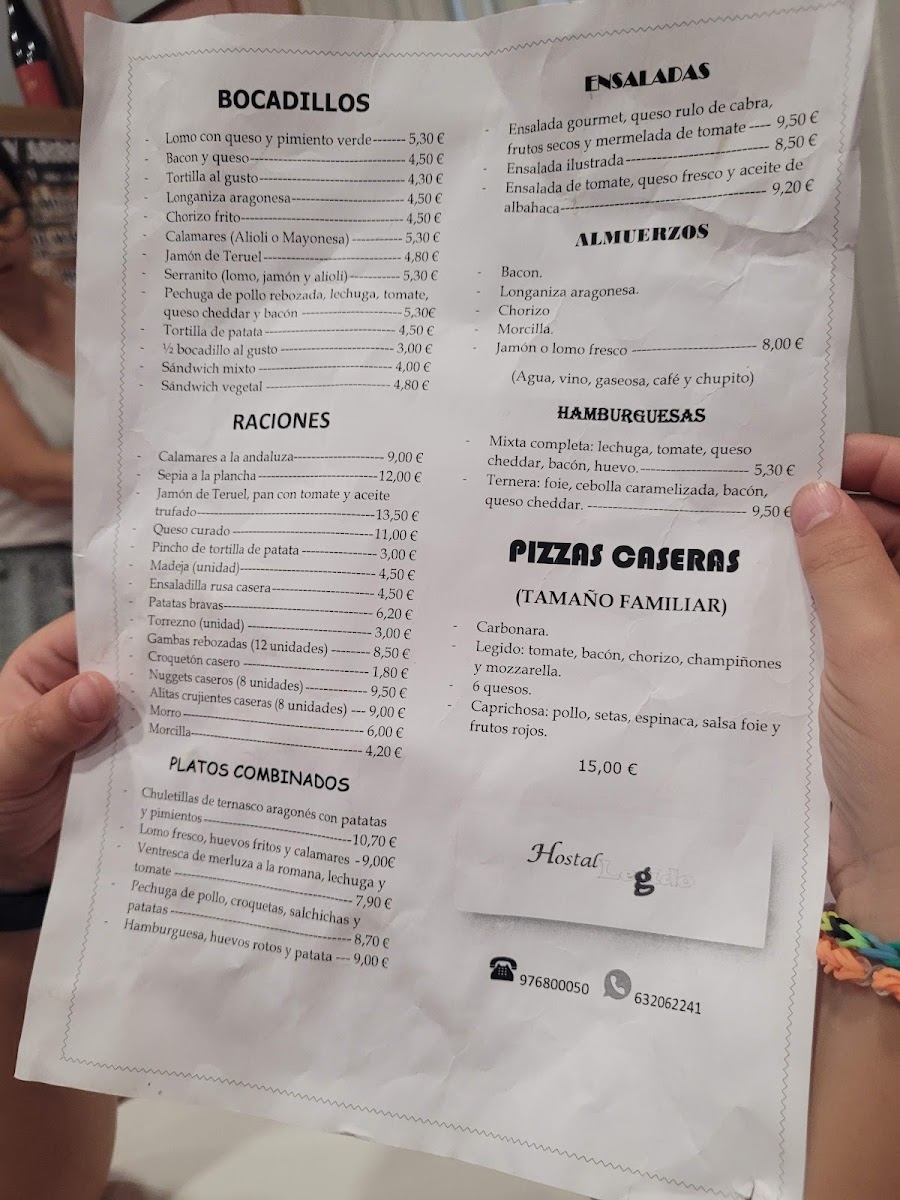 BOCADILLOS
- Lomo con queso y pimiento verde------- 5,30 €
- Bacon y queso------------------------------ 4,50 €
- Tortilla al gusto---------------------------- 4,30 €
- Longaniza aragonesa---------------------- 4,50 €
- Chorizo frito-------------------------------- 4,50 €
- Calamares (Alioli o Mayonesa) ----------- 5,30 €
- Jamón de Teruel---------------------------- 4,80 €
- Serranito (lomo, jamón y alioli)----------- 5,30 €
- Pechuga de pollo rebozada, lechuga, tomate,
queso cheddar y bacón --------------------5,30€
- Tortilla de patata -------------------------- 4,50 €
- ½ bocadillo al gusto ----------------------- 3,00 €
- Sándwich mixto --------------------------- 4,00 €
- Sándwich vegetal ------------------------- 4,80 €
RACIONES
- Calamares a la andaluza------------------ 9,00 €
- Sepia a la plancha ------------------------12,00 €
- Jamón de Teruel, pan con tomate y aceite
trufado------------------------------------13,50 €
- Queso curado ----------------------------11,00 €
- Pincho de tortilla de patata --------------- 3,00 €
- Madeja (unidad)--------------------------- 4,50 €
- Ensaladilla rusa casera-------------------- 4,50 €
- Patatas bravas------------------------------ 6,20 €
- Torrezno (unidad) ------------------------- 3,00 €
- Gambas rebozadas (12 unidades) -------- 8,50 €
- Croquetón casero ------------------------- 1,80 €
- Nuggets caseros (8 unidades) ------------ 9,50 €
- Alitas crujientes caseras (8 unidades) --- 9,00 €
- Morro------------------------------------ 6,00 €
- Morcilla----------------------------------- 4,20 €
PLATOS COMBINADOS
- Chuletillas de ternasco aragonés con patatas
y pimientos ------------------------------10,70 €
- Lomo fresco, huevos fritos y calamares - 9,00€
- Ventresca de merluza a la romana, lechuga y
tomate ------------------------------------ 7,90 €
- Pechuga de pollo, croquetas, salchichas y
patatas ------------------------------------ 8,70 €
- Hamburguesa, huevos rotos y patata --- 9,00 €
ENSALADAS
- Ensalada gourmet, queso rulo de cabra,
frutos secos y mermelada de tomate ---- 9,50 €
- Ensalada ilustrada---------------------------- 8,50 €
- Ensalada de tomate, queso fresco y aceite de
albahaca---------------------------------------- 9,20 €
ALMUERZOS
- Bacon.
- Longaniza aragonesa.
- Chorizo
- Morcilla.
- Jamón o lomo fresco ------------------------ 8,00 €
(Agua, vino, gaseosa, café y chupito)
HAMBURGUESAS
- Mixta completa: lechuga, tomate, queso
cheddar, bacón, huevo.--------------------- 5,30 €
- Ternera: foie, cebolla caramelizada, bacón,
queso cheddar. ------------------------------ 9,50 €
PIZZAS CASERAS
(TAMAÑO FAMILIAR)
- Carbonara.
- Legido: tomate, bacón, chorizo, champiñones
y mozzarella.
- 6 quesos.
- Caprichosa: pollo, setas, espinaca, salsa foie y
frutos rojos.
15,00 €
Hostal
Legido
976800050 632062241